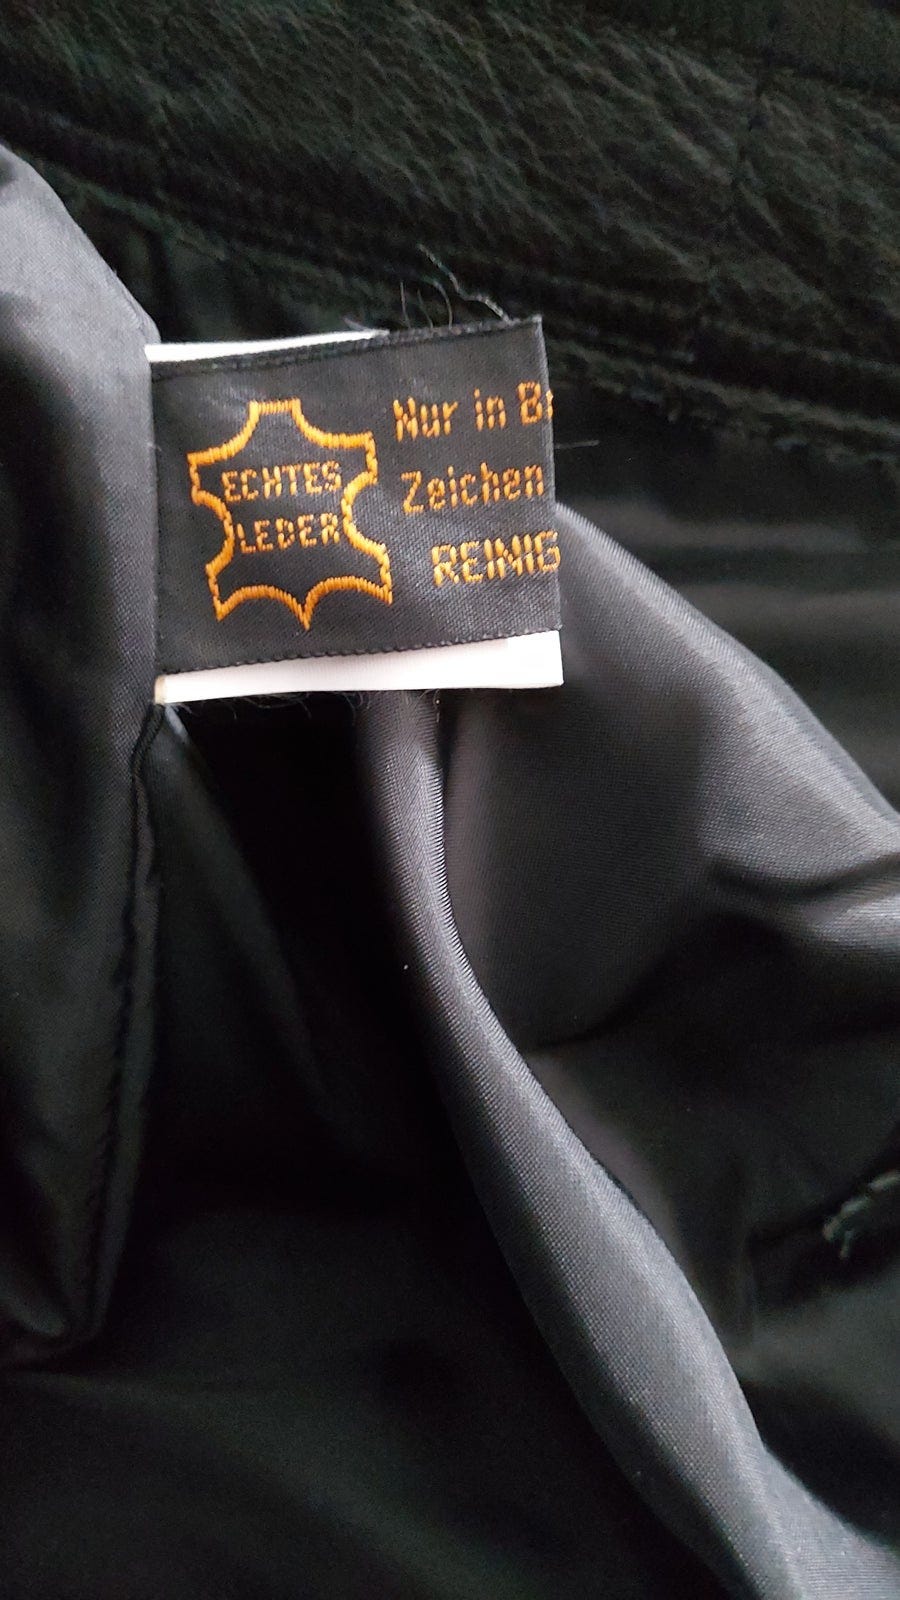 ECHTES
LEDER
Nur in B
Zeichen
REINIG